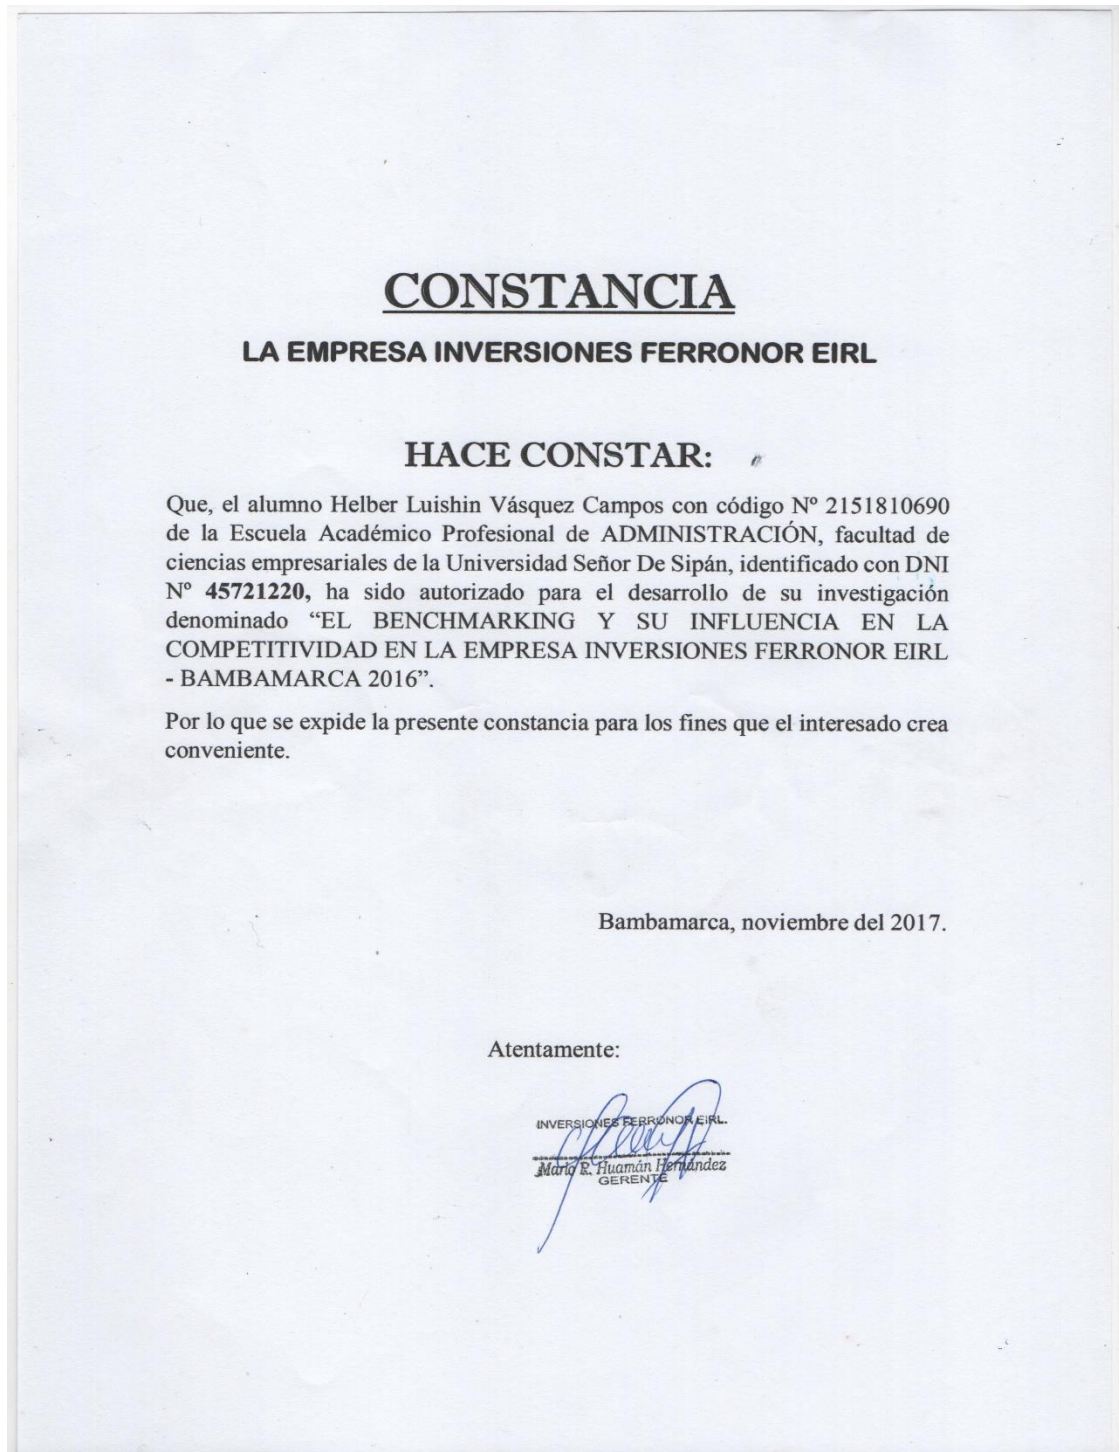 CONSTANCIA
LA EMPRESA INVERSIONES FERRONOR EIRL
HACE CONSTAR:
Que, el alumno Helber Luishin Vásquez Campos con código Nº 2151810690
de la Escuela Académico Profesional de ADMINISTRACIÓN, facultad de
ciencias empresariales de la Universidad Señor De Sipán, identificado con DNI
Nº 45721220, ha sido autorizado para el desarrollo de su investigación
denominado “EL BENCHMARKING Y SU INFLUENCIA EN LA
COMPETITIVIDAD EN LA EMPRESA INVERSIONES FERRONOR EIRL
- BAMBAMARCA 2016”.
Por lo que se expide la presente constancia para los fines que el interesado crea
conveniente.
Bambamarca, noviembre del 2017.
Atentamente:
INVERSIONES FERRONOR EIRL.
Mario R. Huamán Hernández
GERENTE